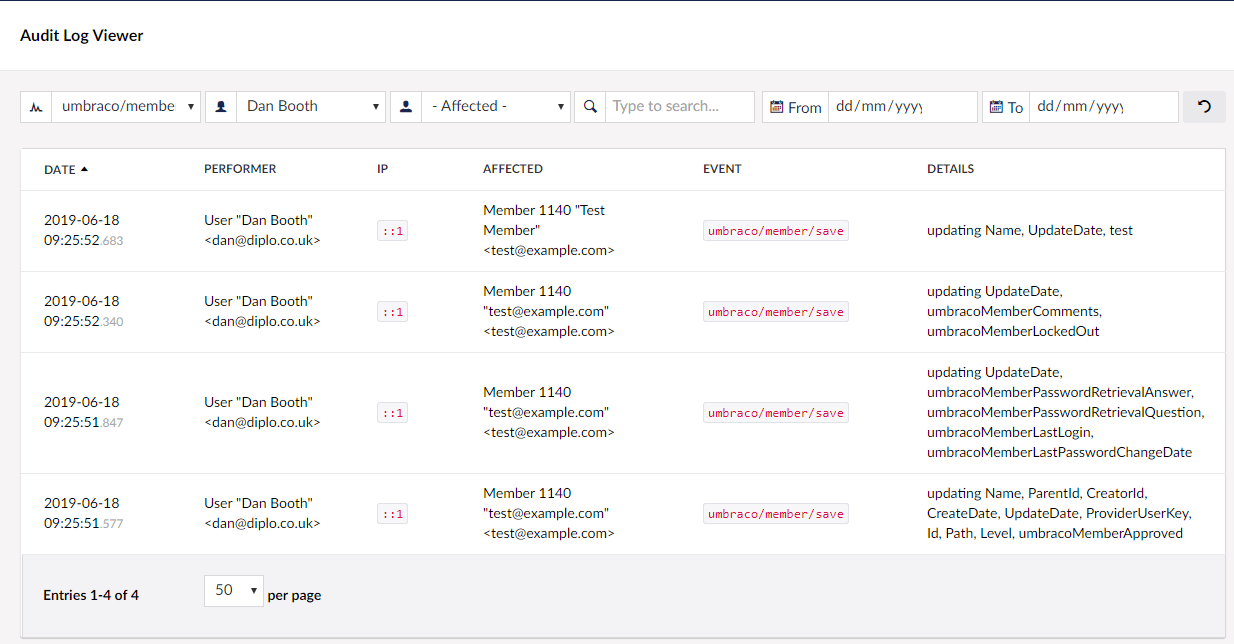 Audit Log Viewer
umbraco/membe Dan Booth - Affected - Type to search... From dd/mm/yyyy To dd/mm/yyyy
DATE PERFORMER IP AFFECTED EVENT DETAILS
2019-06-18
09:25:52.683
User "Dan Booth"
<dan@diplo.co.uk>
::1
Member 1140 "Test
Member"
<test@example.com>
umbraco/member/save
updating Name, UpdateDate, test
2019-06-18
09:25:52.340
User "Dan Booth"
<dan@diplo.co.uk>
::1
Member 1140
"test@example.com"
<test@example.com>
umbraco/member/save
updating UpdateDate,
umbracoMemberComments,
umbracoMemberLockedOut
2019-06-18
09:25:51.847
User "Dan Booth"
<dan@diplo.co.uk>
::1
Member 1140
"test@example.com"
<test@example.com>
umbraco/member/save
updating UpdateDate,
umbracoMemberPasswordRetrievalAnswer,
umbracoMemberPasswordRetrievalQuestion,
umbracoMemberLastLogin,
umbracoMemberLastPasswordChangeDate
2019-06-18
09:25:51.577
User "Dan Booth"
<dan@diplo.co.uk>
::1
Member 1140
"test@example.com"
<test@example.com>
umbraco/member/save
updating Name, ParentId, CreatorId,
CreateDate, UpdateDate, ProviderUserKey,
Id, Path, Level, umbracoMemberApproved
Entries 1-4 of 4 50 per page